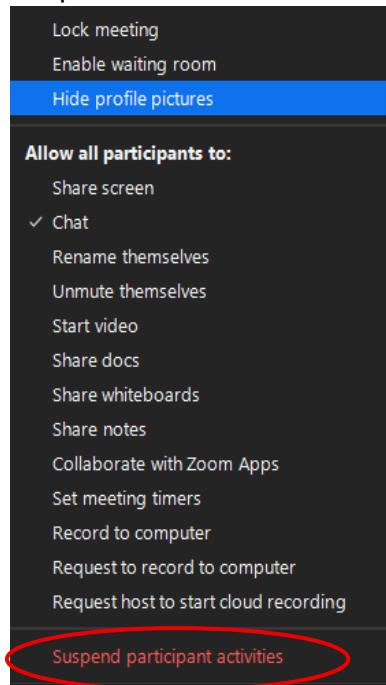 Lock meeting
Enable waiting room
Hide profile pictures
Allow all participants to:
Share screen
✓ Chat
Rename themselves
Unmute themselves
Start video
Share docs
Share whiteboards
Share notes
Collaborate with Zoom Apps
Set meeting timers
Record to computer
Request to record to computer
Request host to start cloud recording
Suspend participant activities